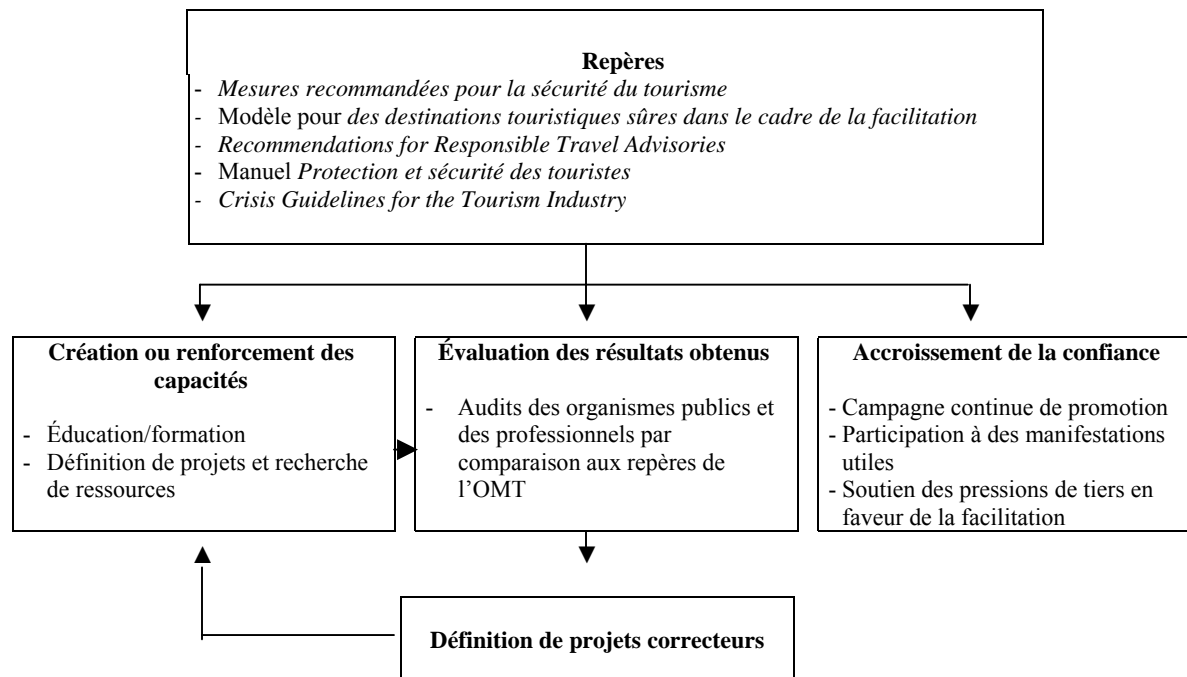 Repères
- Mesures recommandées pour la sécurité du tourisme
- Modèle pour des destinations touristiques sûres dans le cadre de la facilitation
- Recommendations for Responsible Travel Advisories
- Manuel Protection et sécurité des touristes
- Crisis Guidelines for the Tourism Industry
Création ou renforcement des
capacités
- Éducation/formation
- Définition de projets et recherche
de ressources
Évaluation des résultats obtenus
- Audits des organismes publics et
des professionnels par
comparaison aux repères de
l’OMT
Accroissement de la confiance
- Campagne continue de promotion
- Participation à des manifestations
utiles
- Soutien des pressions de tiers en
faveur de la facilitation
Définition de projets correcteurs